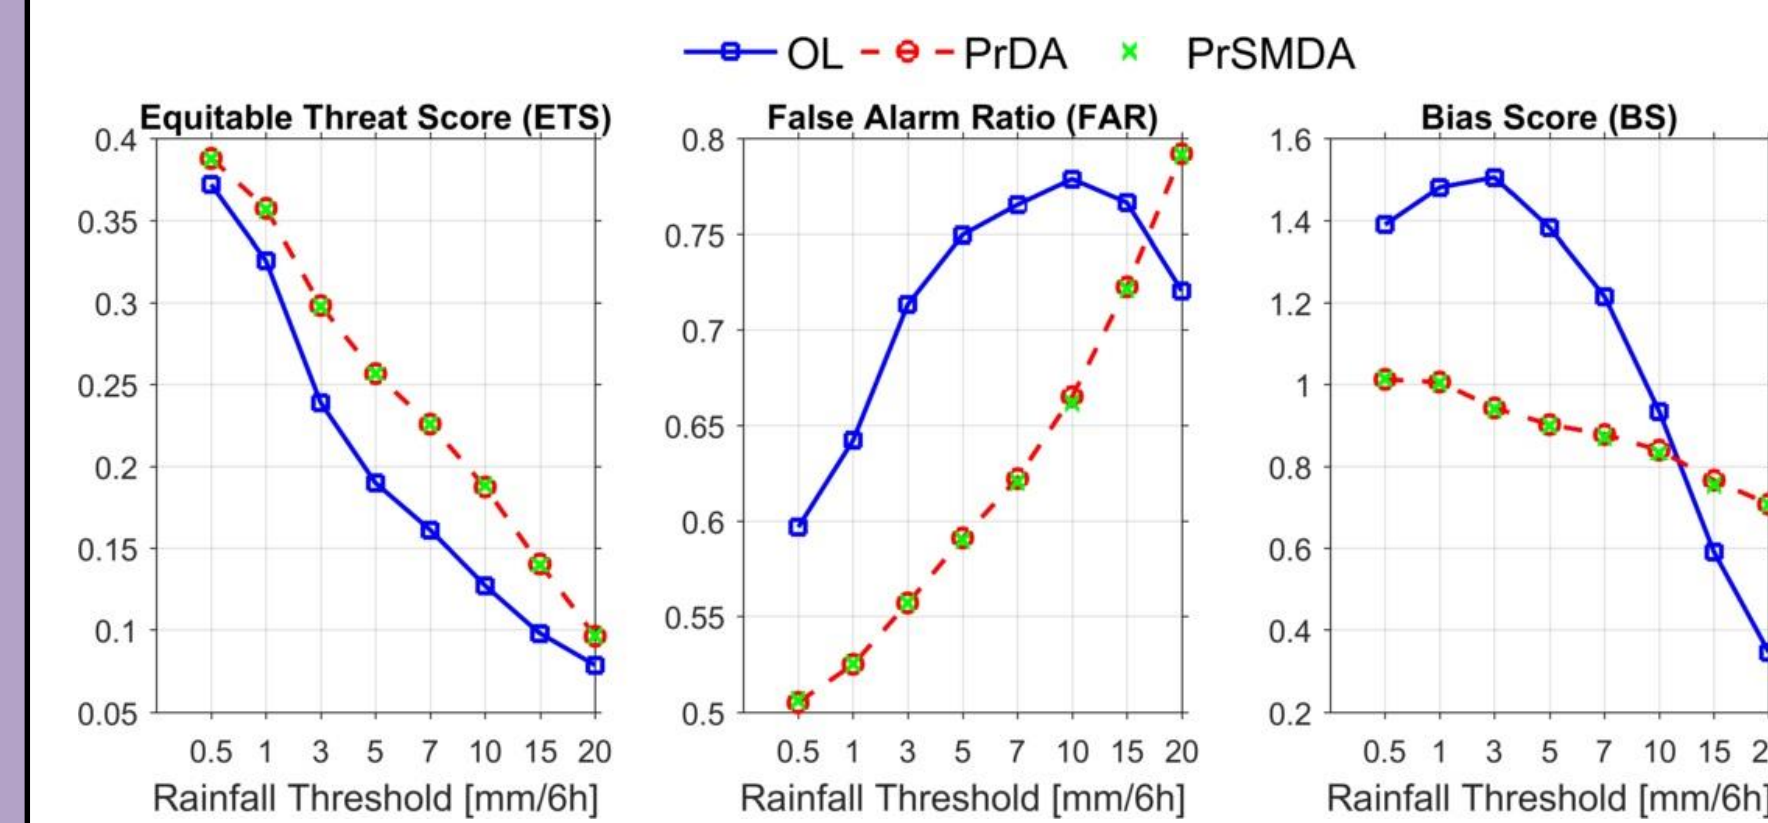 OL PrDA PrSMDA
Equitable Threat Score (ETS)
0.4
0.35
0.3
0.25
0.2
0.15
0.1
0.05
0.5 1 3 5 7 10 15 20
Rainfall Threshold [mm/6h]
False Alarm Ratio (FAR)
0.8
0.75
0.7
0.65
0.6
0.55
0.5
0.5 1 3 5 7 10 15 20
Rainfall Threshold [mm/6h]
Bias Score (BS)
1.6
1.4
1.2
1
0.8
0.6
0.4
0.2
0.5 1 3 5 7 10 15 2
Rainfall Threshold [mm/6h]